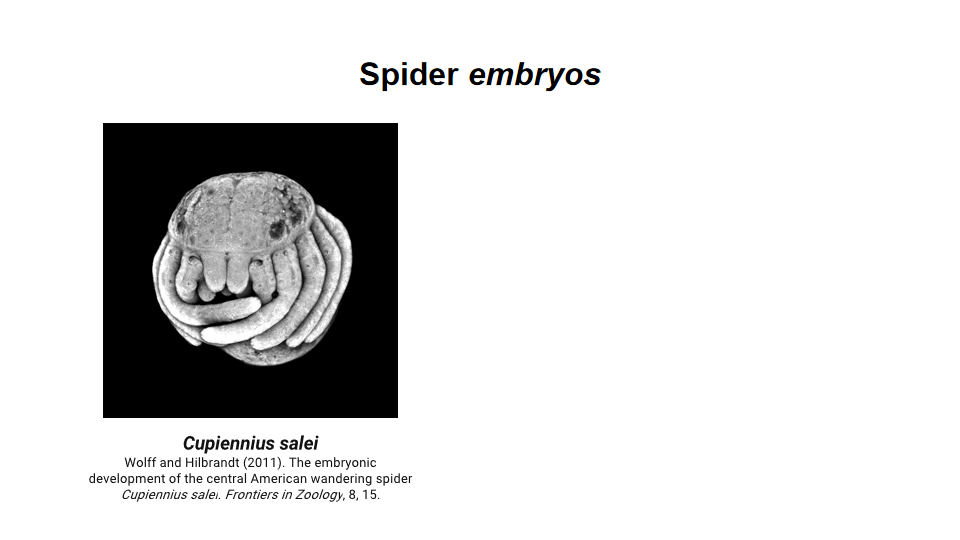 Spider embryos
Cupiennius salei
Wolff and Hilbrandt (2011). The embryonic
development of the central American wandering spider
Cupiennius salei. Frontiers in Zoology, 8, 15.